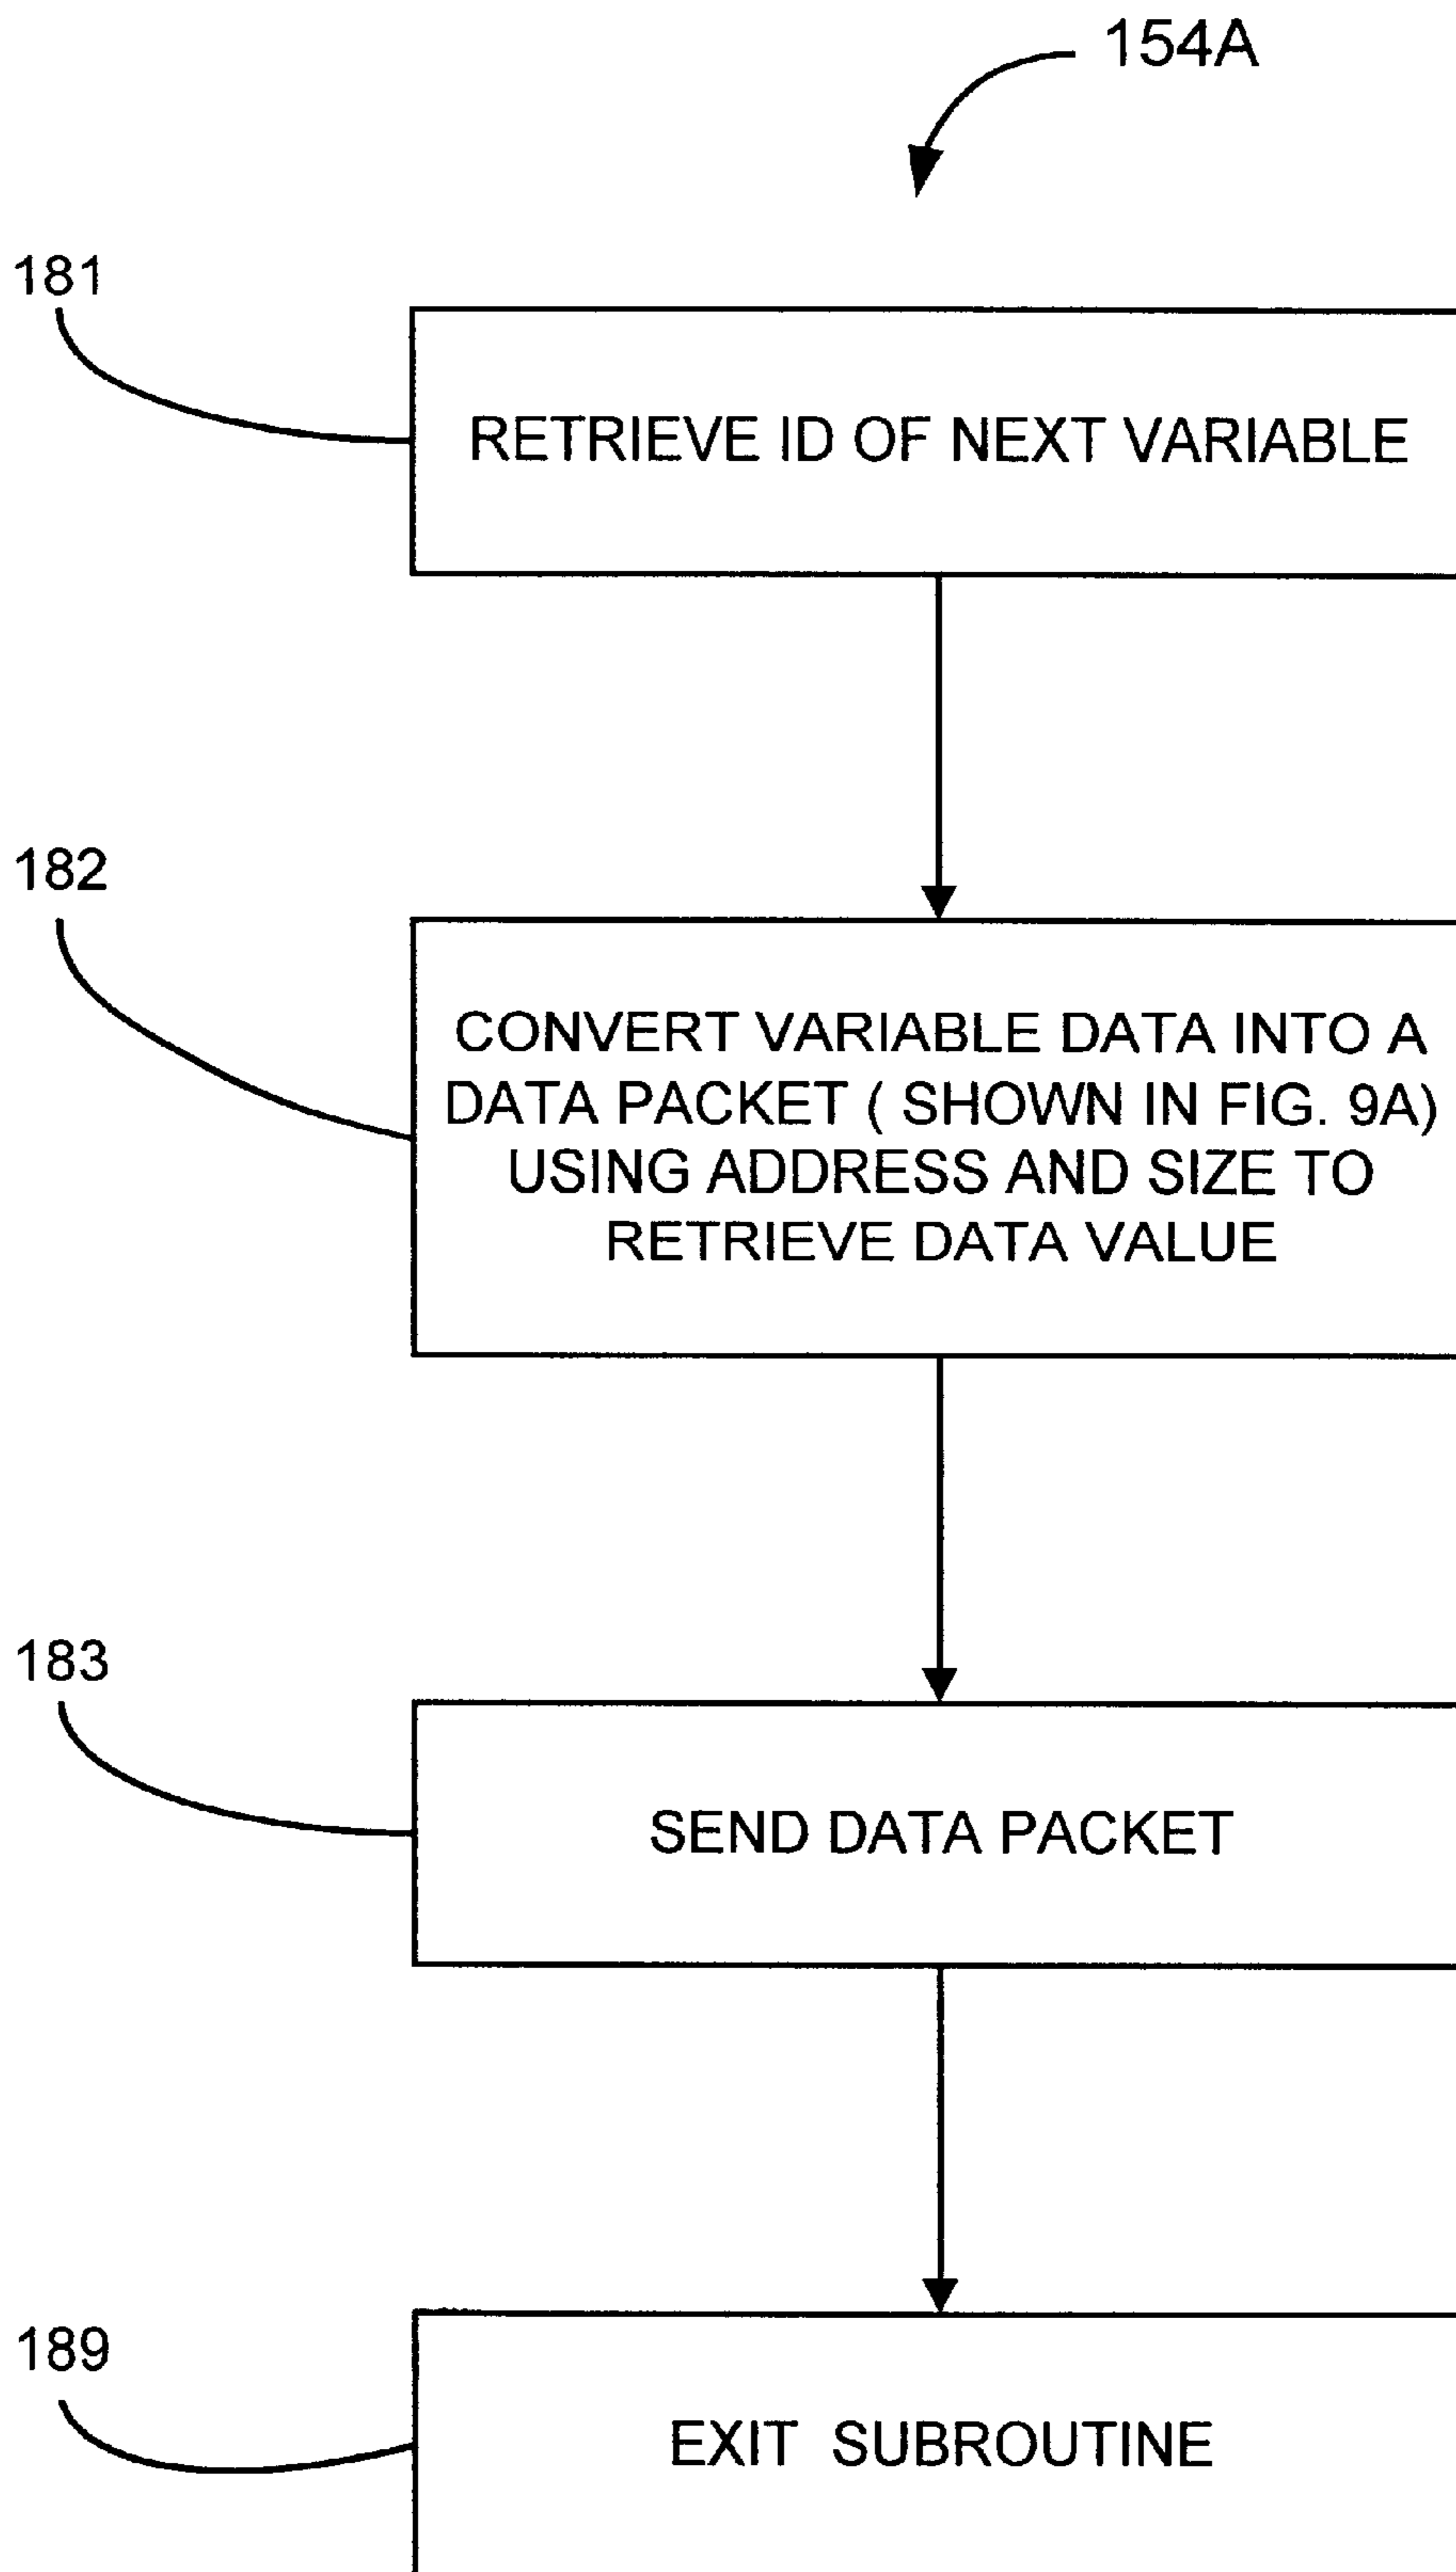 154A
181
RETRIEVE ID OF NEXT VARIABLE
182
CONVERT VARIABLE DATA INTO A
DATA PACKET ( SHOWN IN FIG. 9A)
USING ADDRESS AND SIZE TO
RETRIEVE DATA VALUE
183
SEND DATA PACKET
189
EXIT SUBROUTINE